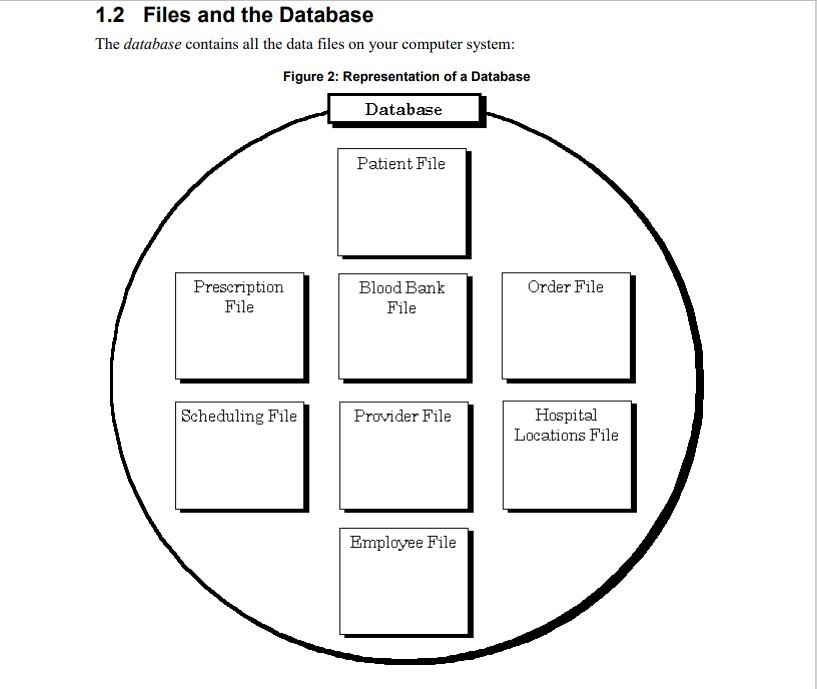 1.2 Files and the Database
The database contains all the data files on your computer system:
Figure 2: Representation of a Database
Database
Patient File
Prescription
File
Blood Bank
File
Order File
Scheduling File
Provider File
Hospital
Locations File
Employee File